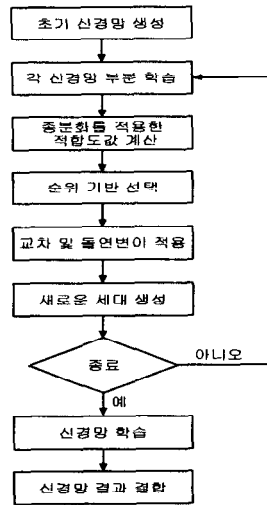 초기 신경망 생성
각 신경망 부분 학습
종분화를 적용한
적합도값 계산
순위 기반 선택
교차 및 돌연변이 적용
새로운 세대 생성
종료
아니오
예
신경망 학습
신경망 결과 결합